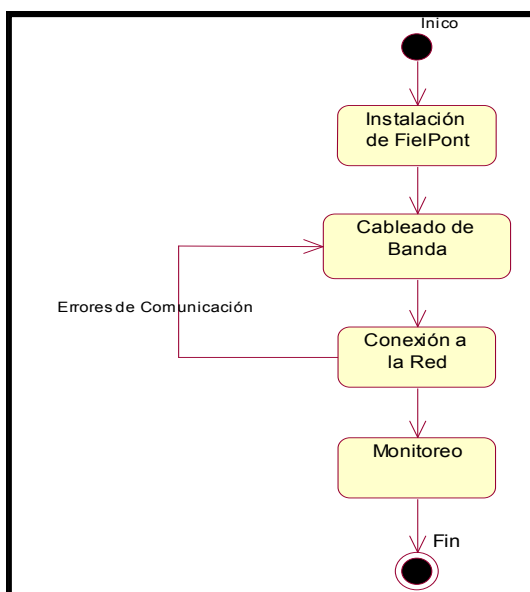 Inico
Instalación
de FielPont
Cableado de
Banda
Errores de Comunicación
Conexión a
la Red
Monitoreo
Fin